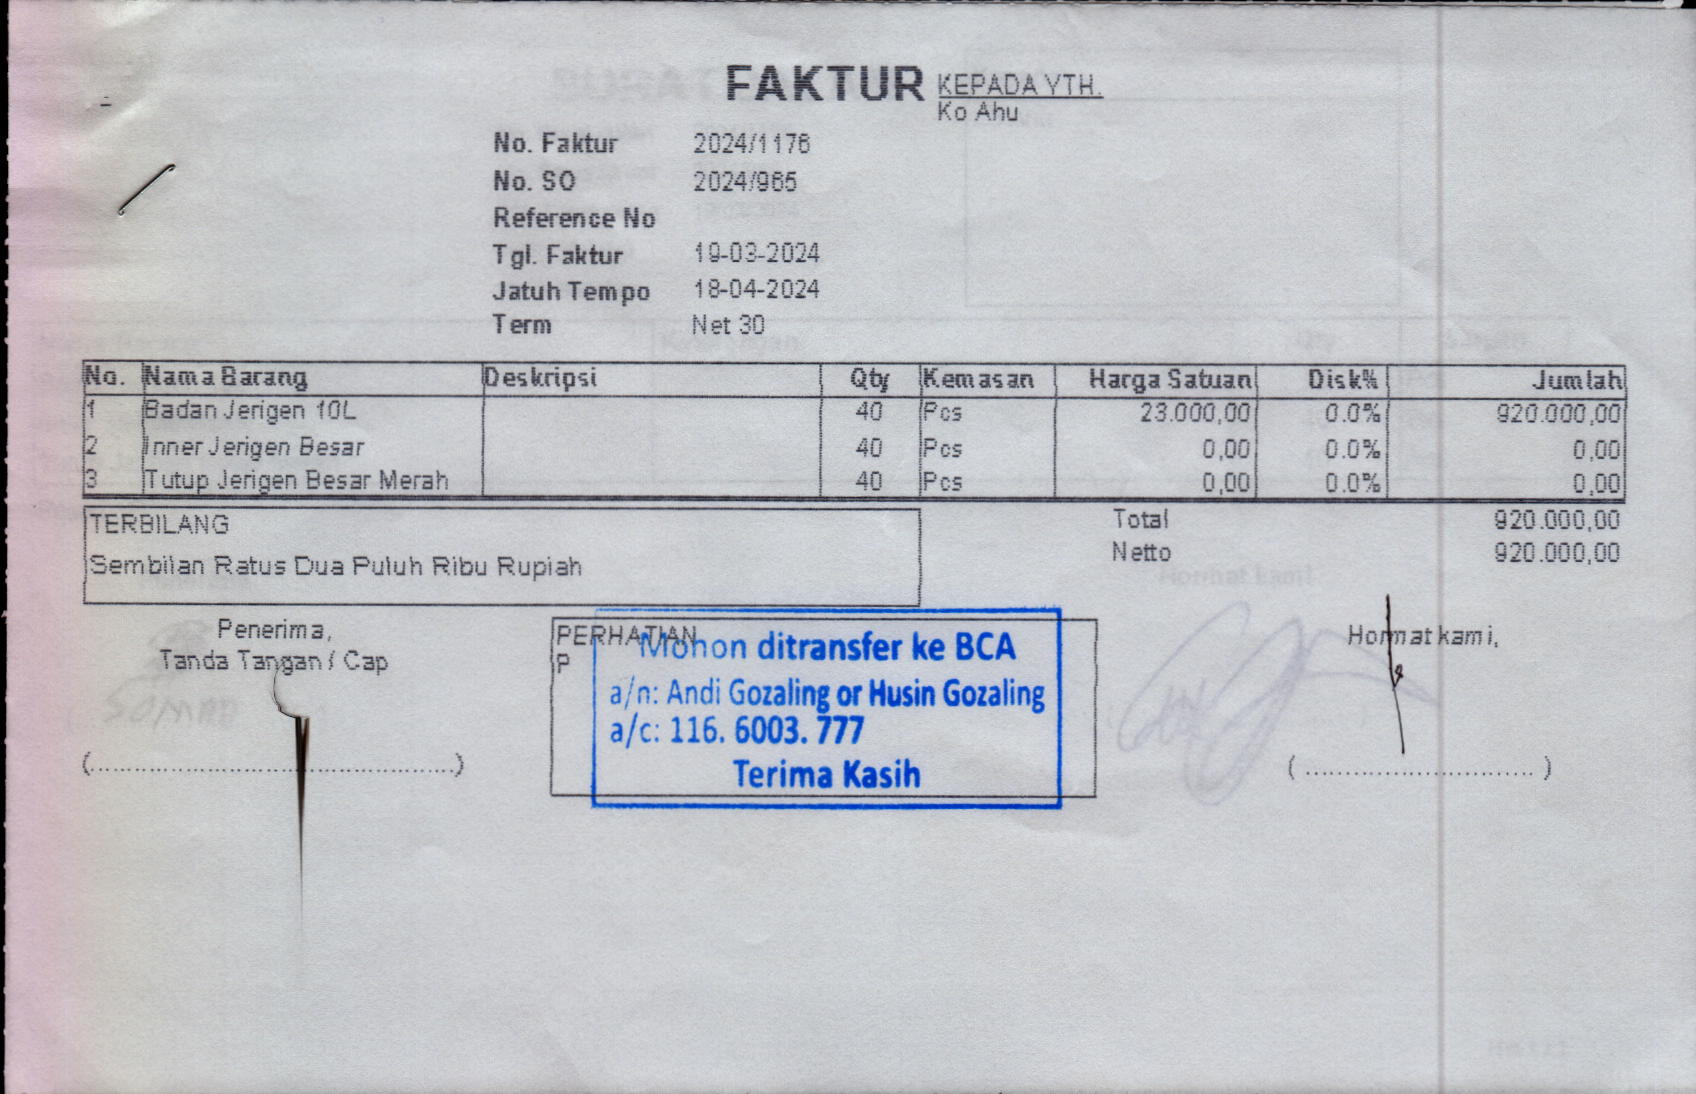 FAKTUR
KEPADA YTH.
Ko Ahu
No. Faktur 2024/1176
No. SO 2024/965
Reference No
Tgl. Faktur 19-03-2024
Jatuh Tempo 18-04-2024
Term Net 30
No. Nama Barang Deskripsi Qty Kemasan Harga Satuan Disk% Jumlah
1 Badan Jerigen 10L 40 Pcs 23.000,00 0.0% 920.000,00
2 Inner Jerigen Besar 40 Pcs 0,00 0.0% 0,00
3 Tutup Jerigen Besar Merah 40 Pcs 0,00 0.0% 0,00
TERBILANG
Sembilan Ratus Dua Puluh Ribu Rupiah
Total 920.000,00
Netto 920.000,00
Penerima,
Tanda Tangan / Cap
(..........................................................)
PERHATIAN
P
Mohon ditransfer ke BCA
a/n: Andi Gozaling or Husin Gozaling
a/c: 116. 6003. 777
Terima Kasih
Hormat kami,
( .................................... )